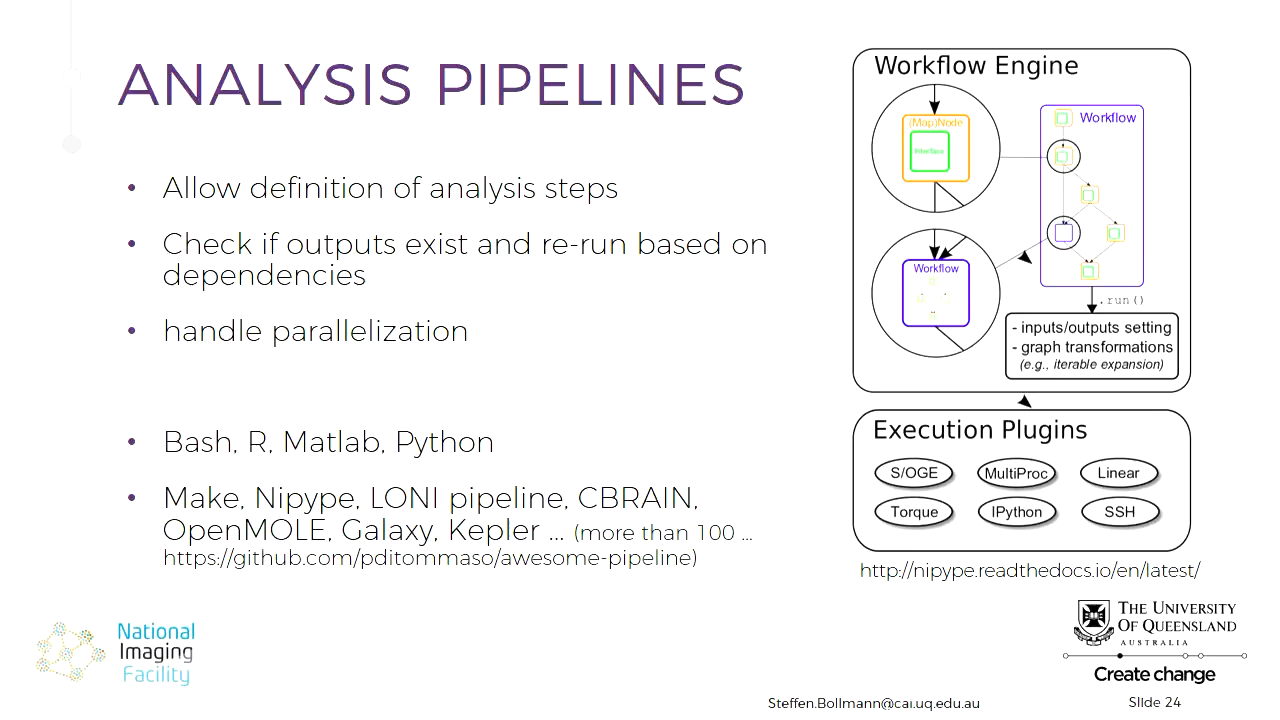 ANALYSIS PIPELINES
• Allow definition of analysis steps
• Check if outputs exist and re-run based on
dependencies
• handle parallelization
• Bash, R, Matlab, Python
• Make, Nipype, LONI pipeline, CBRAIN,
OpenMOLE, Galaxy, Kepler ... (more than 100 ...
https://github.com/pditommaso/awesome-pipeline)
Workflow Engine
(Map)Node
Interface
Workflow
Workflow
.run()
- inputs/outputs setting
- graph transformations
(e.g., iterable expansion)
Execution Plugins
S/OGE
MultiProc
Linear
Torque
IPython
SSH
http://nipype.readthedocs.io/en/latest/
National
Imaging
Facility
THE UNIVERSITY
OF QUEENSLAND
AUSTRALIA
Create change
Steffen.Bollmann@cai.uq.edu.au
Slide 24